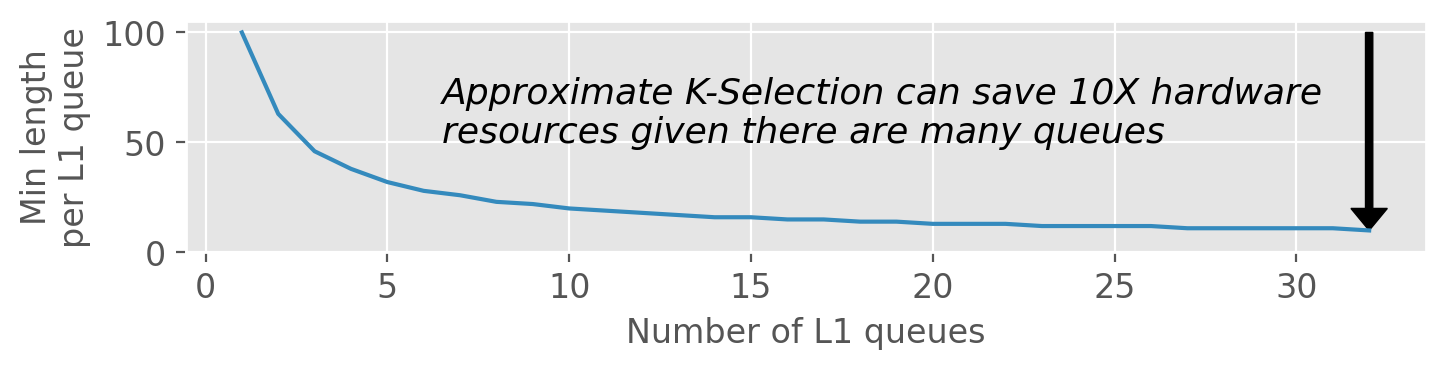 Min length
per L1 queue
100
50
0
Approximate K-Selection can save 10X hardware
resources given there are many queues
0 5 10 15 20 25 30
Number of L1 queues